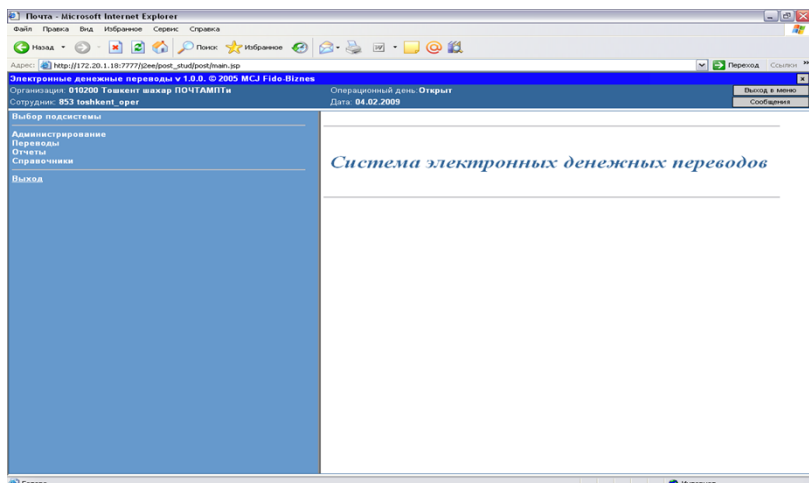 Почта - Microsoft Internet Explorer
Файл Правка Вид Избранное Сервис Справка
Назад Поиск Избранное
Адрес: http://172.20.1.18:7777/j2ee/post_stud/post/main.jsp Переход Ссылки »
Электронные денежные переводы v 1.0.0. © 2005 MCJ Fido-Biznes
Организация: 010200 Тошкент шахар ПОЧТАМПТи Операционный день: Открыт Выход в меню
Сотрудник: 853 toshkent_oper Дата: 04.02.2009 Сообщения
Выбор подсистемы
Администрирование
Переводы
Отчеты
Справочники
Выход
Система электронных денежных переводов